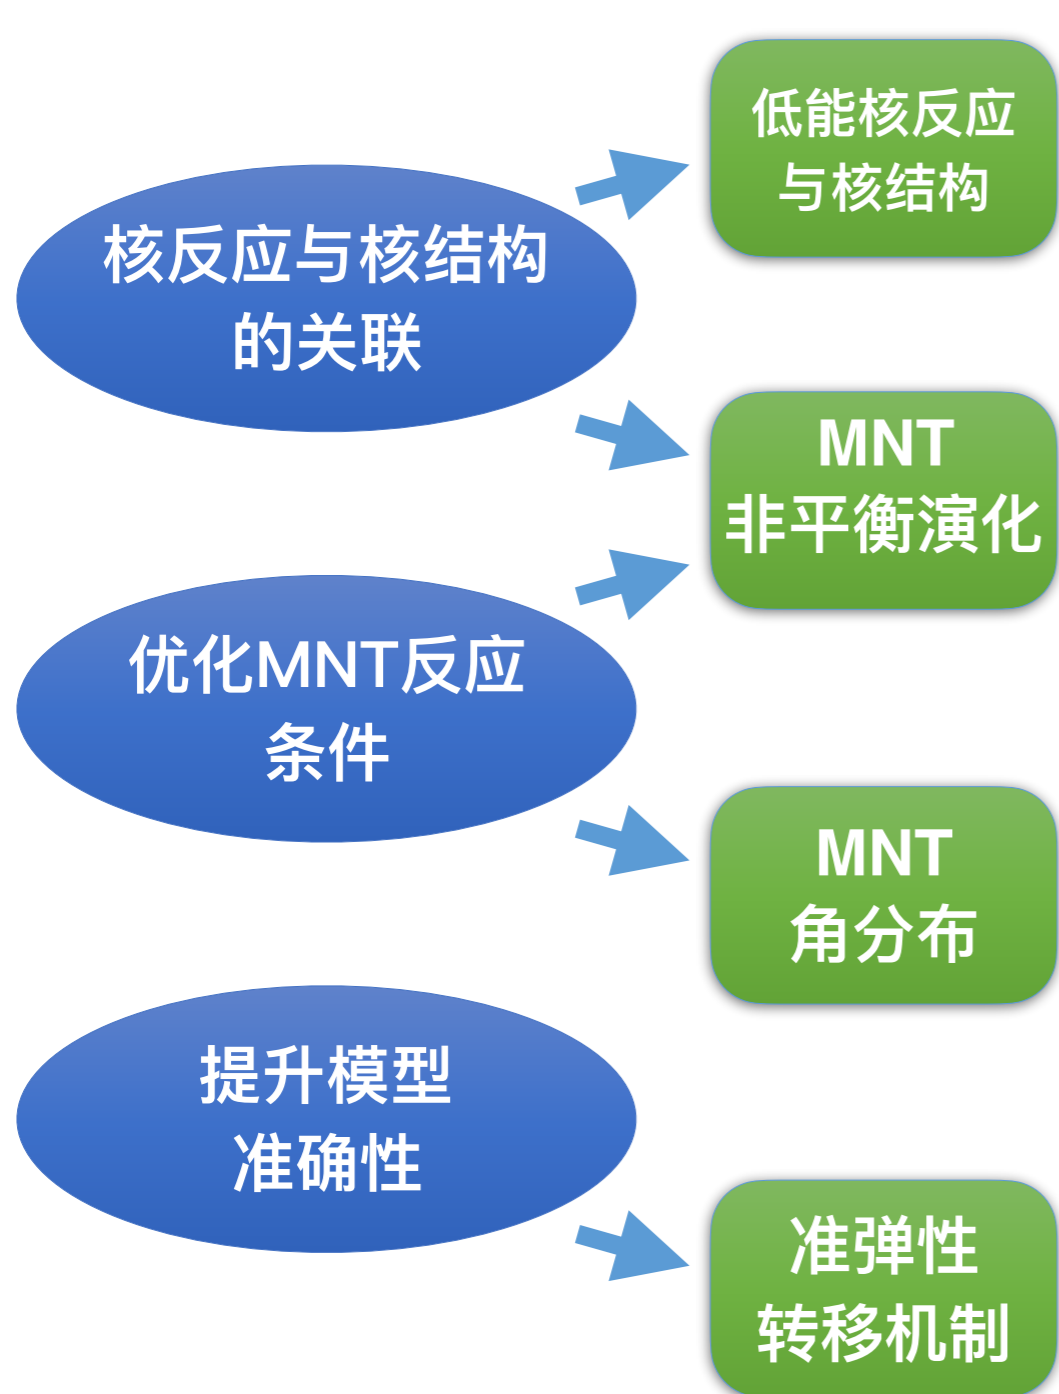 低能核反应
与核结构
核反应与核结构
的关联
MNT
非平衡演化
优化MNT反应
条件
MNT
角分布
提升模型
准确性
准弹性
转移机制